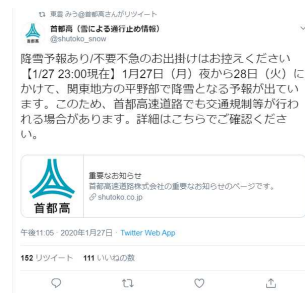 東雲 みう@首都高さんがリツイート
首都高（雪による通行止め情報）
@shutoko_snow
降雪予報あり/不要不急のお出掛けはお控えください
【1/27 23:00現在】1月27日（月）夜から28日（火）に
かけて、関東地方の平野部で降雪となる予報が出てい
ます。このため、首都高速道路でも交通規制等が行わ
れる場合があります。詳細はこちらでご確認くださ
い。
首都高
重要なお知らせ
首都高速道路株式会社の重要なお知らせのページです。
shutoko.co.jp
午後11:05 · 2020年1月27日 · Twitter Web App
152 リツイート 111 いいねの数